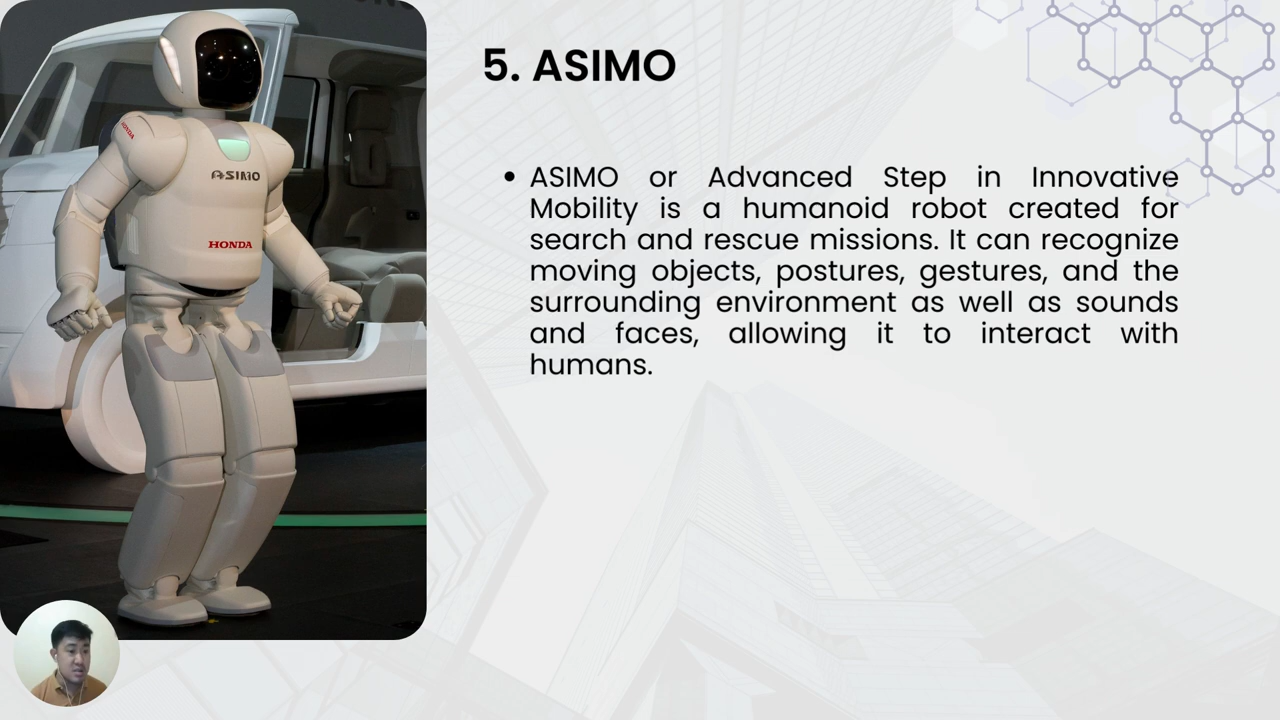 5. ASIMO
ASIMO or Advanced Step in Innovative
Mobility is a humanoid robot created for
search and rescue missions. It can recognize
moving objects, postures, gestures, and the
surrounding environment as well as sounds
and faces, allowing it to interact with
humans.
HONDA
ASIMO
HONDA